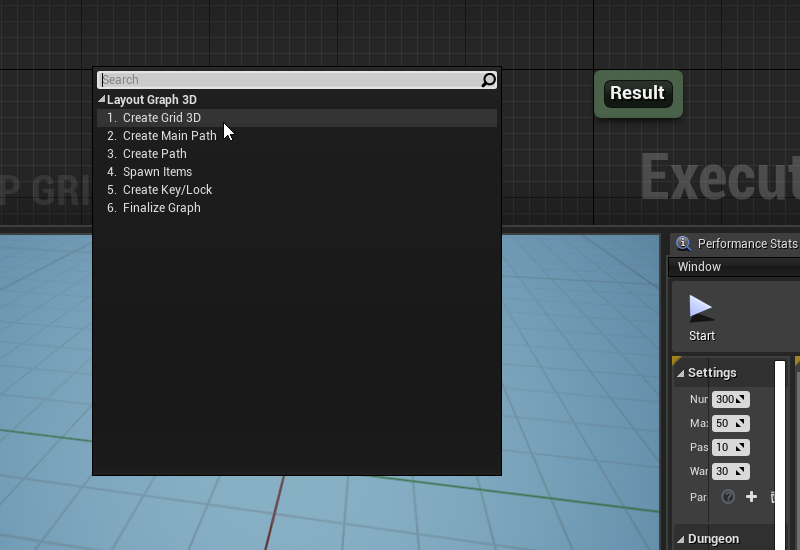 Search
Result
Layout Graph 3D
1. Create Grid 3D
2. Create Main Path
3. Create Path
4. Spawn Items
5. Create Key/Lock
6. Finalize Graph
P GRI
Execut
Performance Stats
Window
Start
Settings
Nur 300
Max 50
Pas 10
War 30
Par
Dungeon